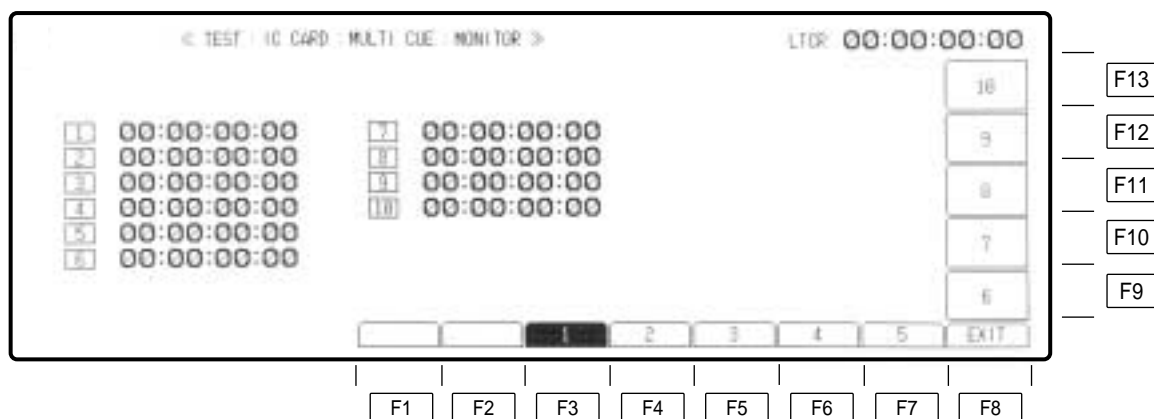 ≪ TEST : IC CARD : MULTI CUE : MONITOR ≫ LTCR 00:00:00:00
10 F13
1 00:00:00:00 7 00:00:00:00 9 F12
2 00:00:00:00 8 00:00:00:00
3 00:00:00:00 9 00:00:00:00 8 F11
4 00:00:00:00 10 00:00:00:00
5 00:00:00:00 7 F10
6 00:00:00:00
6 F9
1 2 3 4 5 EXIT
F1 F2 F3 F4 F5 F6 F7 F8